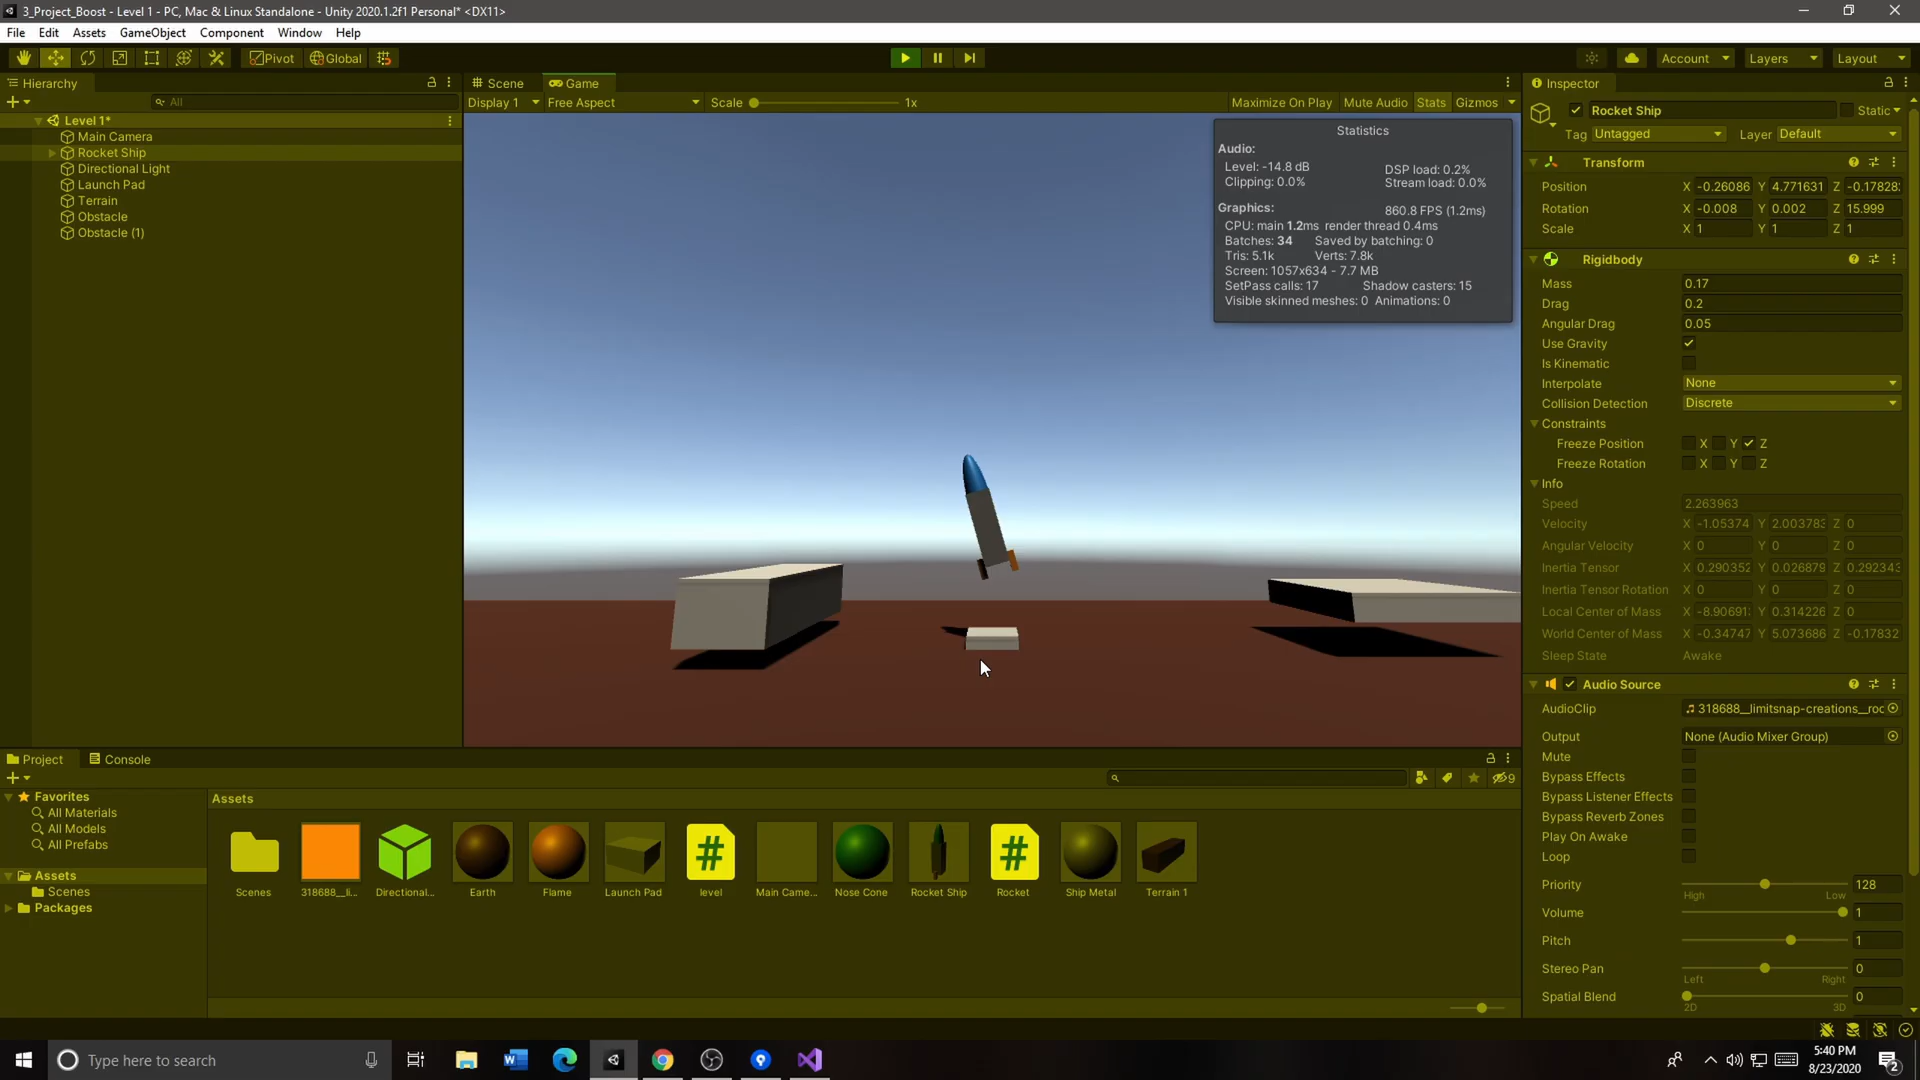 3_Project_Boost - Level 1 - PC, Mac & Linux Standalone - Unity 2020.1.2f1 Personal* <DX11>
File Edit Assets GameObject Component Window Help
Pivot Global Account Layers Layout
Hierarchy
All
Level 1*
Main Camera
Rocket Ship
Directional Light
Launch Pad
Terrain
Obstacle
Obstacle (1)
Scene Game
Display 1 Free Aspect Scale 1x Maximize On Play Mute Audio Stats Gizmos
Statistics
Audio:
Level: -14.8 dB DSP load: 0.2%
Clipping: 0.0% Stream load: 0.0%
Graphics: 860.8 FPS (1.2ms)
CPU: main 1.2ms render thread 0.4ms
Batches: 34 Saved by batching: 0
Tris: 5.1k Verts: 7.8k
Screen: 1057x634 - 7.7 MB
SetPass calls: 17 Shadow casters: 15
Visible skinned meshes: 0 Animations: 0
Inspector
Rocket Ship Static
Tag Untagged Layer Default
Transform
Position X -0.26086 Y 4.771631 Z -0.17828
Rotation X -0.008 Y 0.002 Z 15.999
Scale X 1 Y 1 Z 1
Rigidbody
Mass 0.17
Drag 0.2
Angular Drag 0.05
Use Gravity
Is Kinematic
Interpolate None
Collision Detection Discrete
Constraints
Freeze Position X Y Z
Freeze Rotation X Y Z
Info
Speed 2.263963
Velocity X -1.05374 Y 2.003783 Z 0
Angular Velocity X 0 Y 0 Z 0
Inertia Tensor X 0.290352 Y 0.026879 Z 0.292343
Inertia Tensor Rotation X 0 Y 0 Z 0
Local Center of Mass X -8.90691 Y 0.314226 Z 0
World Center of Mass X -0.34747 Y 5.073686 Z -0.17832
Sleep State Awake
Audio Source
AudioClip 318688__limitsnap-creations__roc
Output None (Audio Mixer Group)
Mute
Bypass Effects
Bypass Listener Effects
Bypass Reverb Zones
Play On Awake
Loop
Priority 128
High Low
Volume 1
Pitch 1
Stereo Pan 0
Left Right
Spatial Blend 0
2D 3D
Project Console
9
Favorites
All Materials
All Models
All Prefabs
Assets
Scenes
Packages
Assets
Scenes 318688__li... Directional... Earth Flame Launch Pad level Main Came... Nose Cone Rocket Ship Rocket Ship Metal Terrain 1
Type here to search
5:40 PM
8/23/2020
2